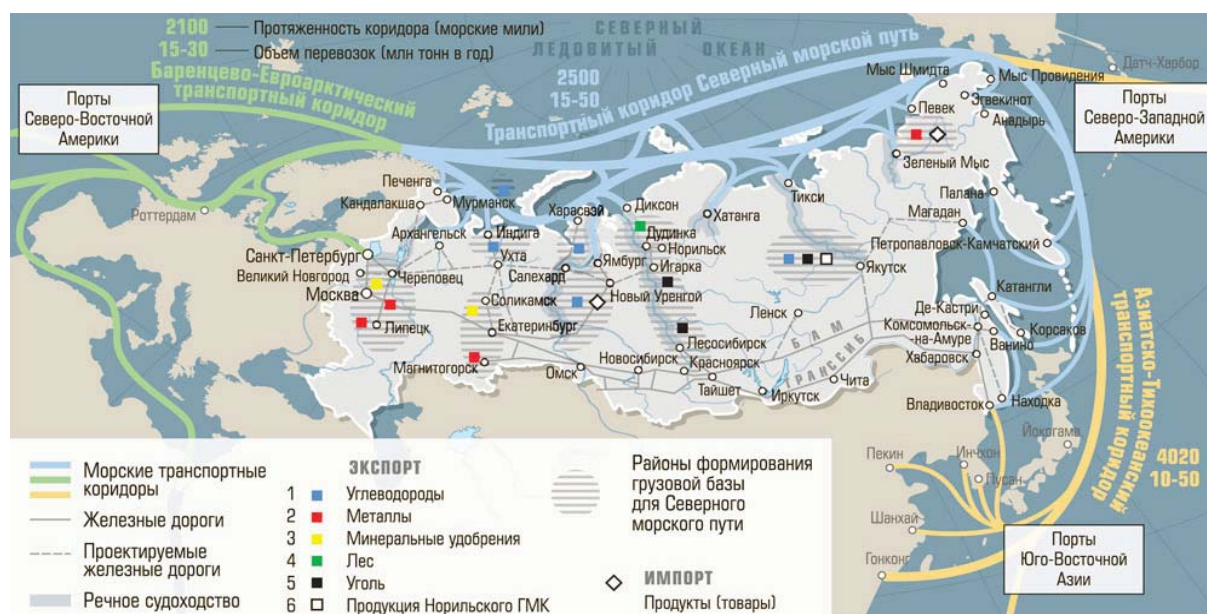 2100 Протяженность коридора (морские мили)
15-30 Объем перевозок (млн тонн в год)
Баренцево-Евроарктический
транспортный коридор
СЕВЕРНЫЙ
ЛЕДОВИТЫЙ ОКЕАН
2500
15-50
Транспортный коридор Северный морской путь
Порты
Северо-Восточной
Америки
Датч-Харбор
Порты
Северо-Западной
Америки
Мыс Шмидта
Мыс Провидения
Эгвекинот
Певек
Анадырь
Зеленый Мыс
Роттердам
Печенга
Кандалакша
Мурманск
Харасвэй
Диксон
Хатанга
Тикси
Палана
Магадан
Архангельск
Индига
Дудинка
Норильск
Петропавловск-Камчатский
Санкт-Петербург
Ухта
Ямбург
Игарка
Якутск
Великий Новгород
Череповец
Салехард
Москва
Соликамск
Новый Уренгой
Катангли
Де-Кастри
Липецк
Екатеринбург
Ленск
БАМ
Комсомольск-
на-Амуре
Корсаков
Ванино
Лесосибирск
Хабаровск
Магнитогорск
Омск
Новосибирск
Красноярск
ТРАНССИБ
Тайшет
Иркутск
Чита
Владивосток
Находка
Азиатско-Тихоокеанский
транспортный коридор
4020
10-50
Йокогама
Пекин
Инчхон
Пусан
Шанхай
Гонконг
Порты
Юго-Восточной
Азии
Морские транспортные
коридоры
Железные дороги
Проектируемые
железные дороги
Речное судоходство
ЭКСПОРТ
1 Углеводороды
2 Металлы
3 Минеральные удобрения
4 Лес
5 Уголь
6 Продукция Норильского ГМК
Районы формирования
грузовой базы
для Северного
морского пути
ИМПОРТ
Продукты (товары)